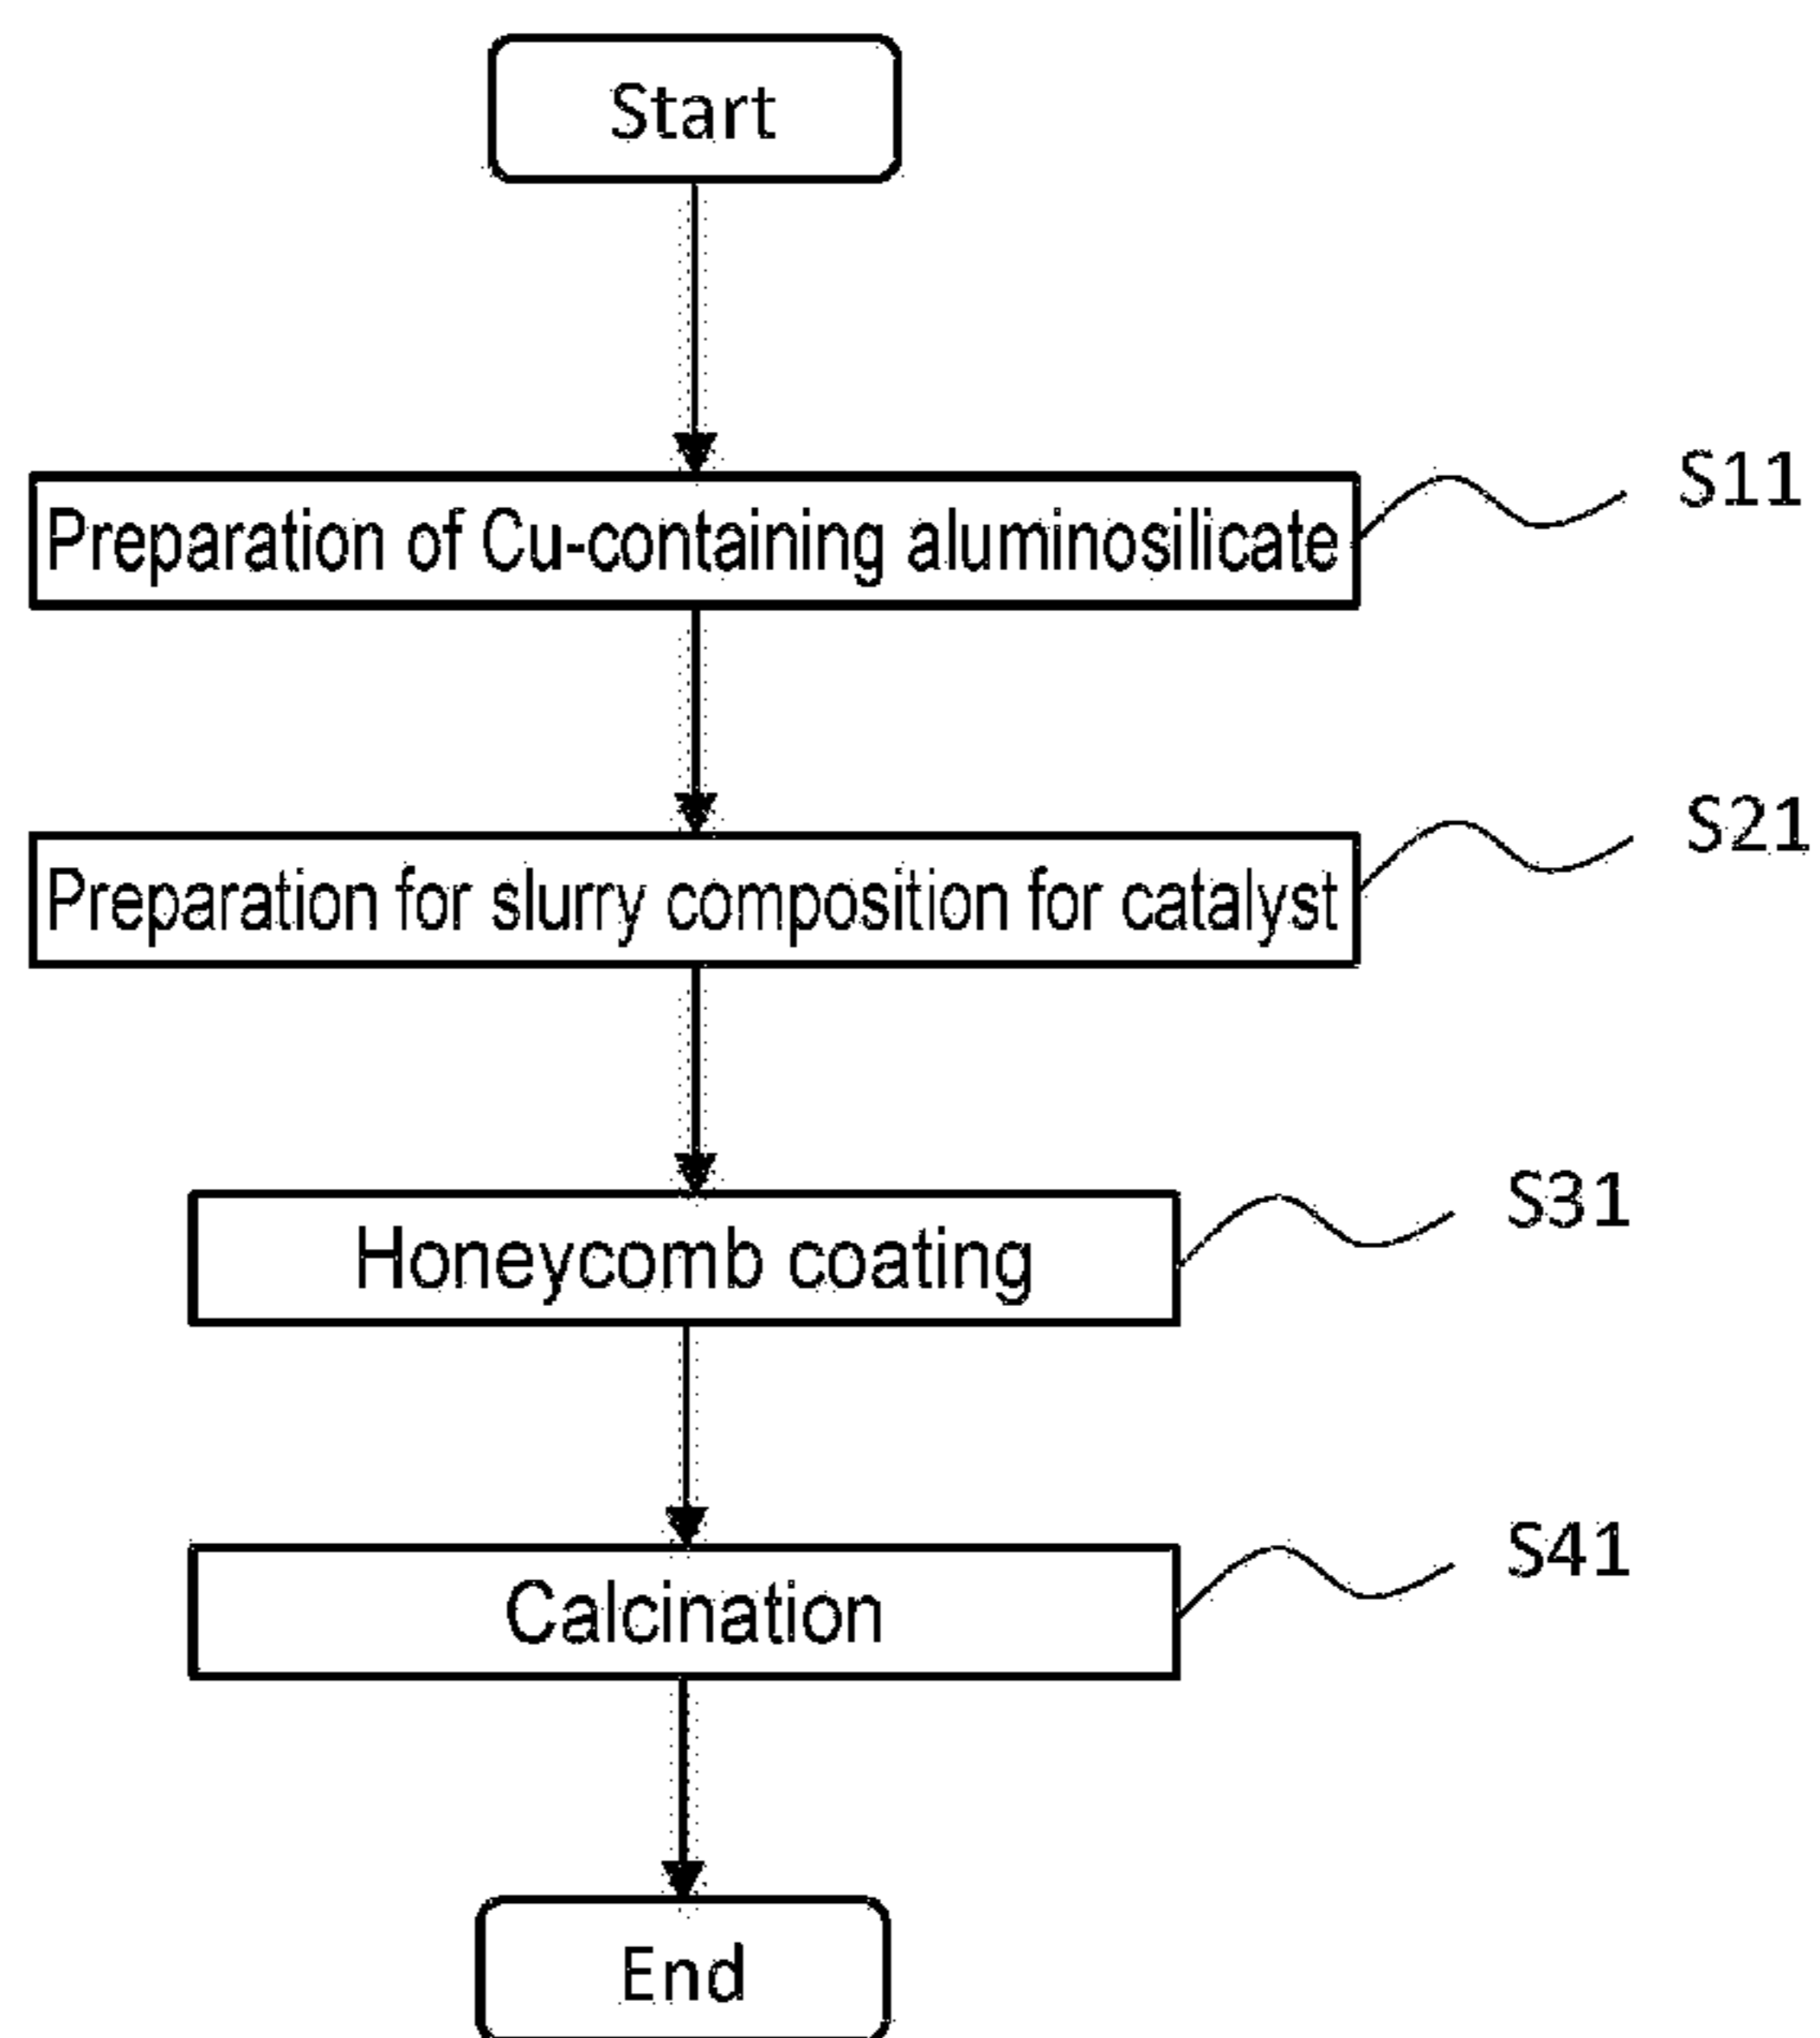 Start
Preparation of Cu-containing aluminosilicate
S11
Preparation for slurry composition for catalyst
S21
Honeycomb coating
S31
Calcination
S41
End